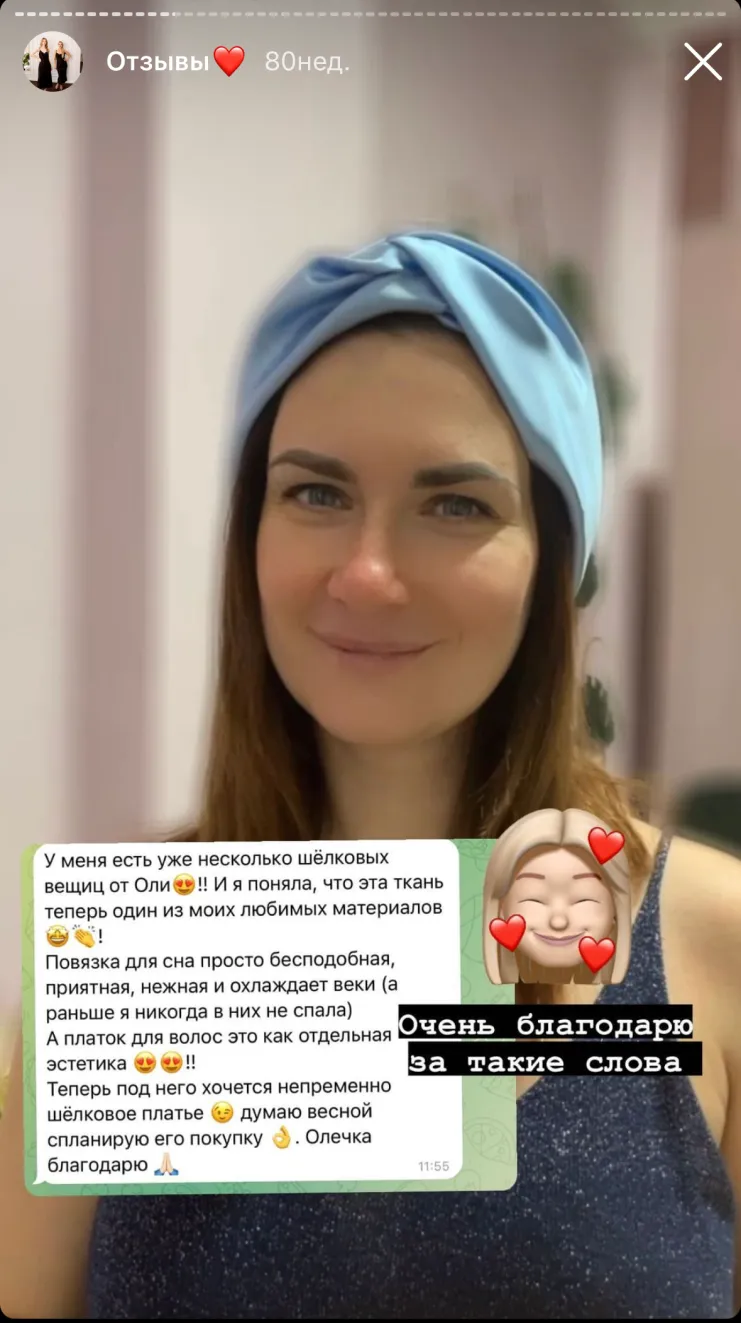 Отзывы❤️ 80нед.
У меня есть уже несколько шёлковых
вещиц от Оли😍!! И я поняла, что эта ткань
теперь один из моих любимых материалов
🤩👏!
Повязка для сна просто бесподобная,
приятная, нежная и охлаждает веки (а
раньше я никогда в них не спала)
А платок для волос это как отдельная
эстетика 😍😍!!
Теперь под него хочется непременно
шёлковое платье 😉 думаю весной
спланирую его покупку 👌. Олечка
благодарю 🙏🏻
11:55
Очень благодарю
за такие слова